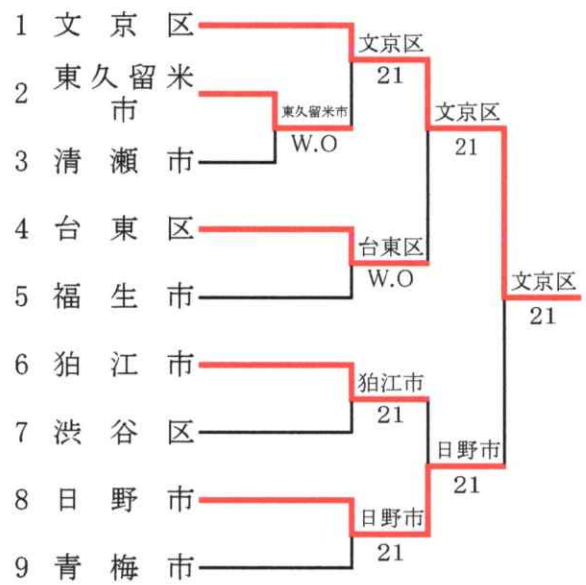 1 文京区
2 東久留米市
3 清瀬市
4 台東区
5 福生市
6 狛江市
7 渋谷区
8 日野市
9 青梅市
東久留米市
W.O
文京区
21
台東区
W.O
狛江市
21
日野市
21
文京区
21
日野市
21
文京区
21